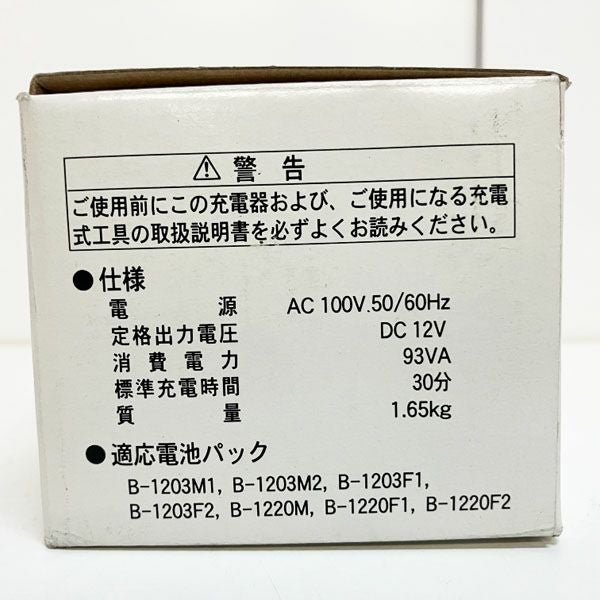 ⚠ 警告
ご使用前にこの充電器および、ご使用になる充電
式工具の取扱説明書を必ずよくお読みください。
●仕様
電源 AC 100V.50/60Hz
定格出力電圧 DC 12V
消費電力 93VA
標準充電時間 30分
質量 1.65kg
●適応電池パック
B-1203M1, B-1203M2, B-1203F1,
B-1203F2, B-1220M, B-1220F1, B-1220F2